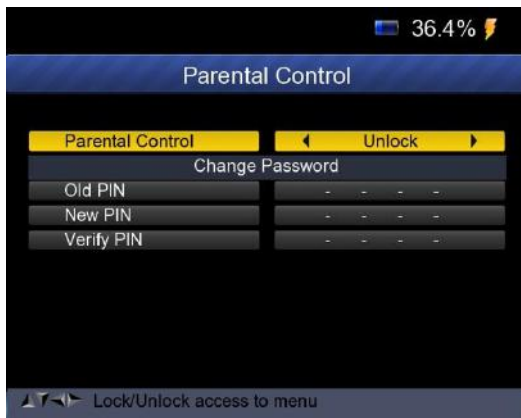 36.4%
Parental Control
Parental Control Unlock
Change Password
Old PIN - - - -
New PIN - - - -
Verify PIN - - - -
Lock/Unlock access to menu